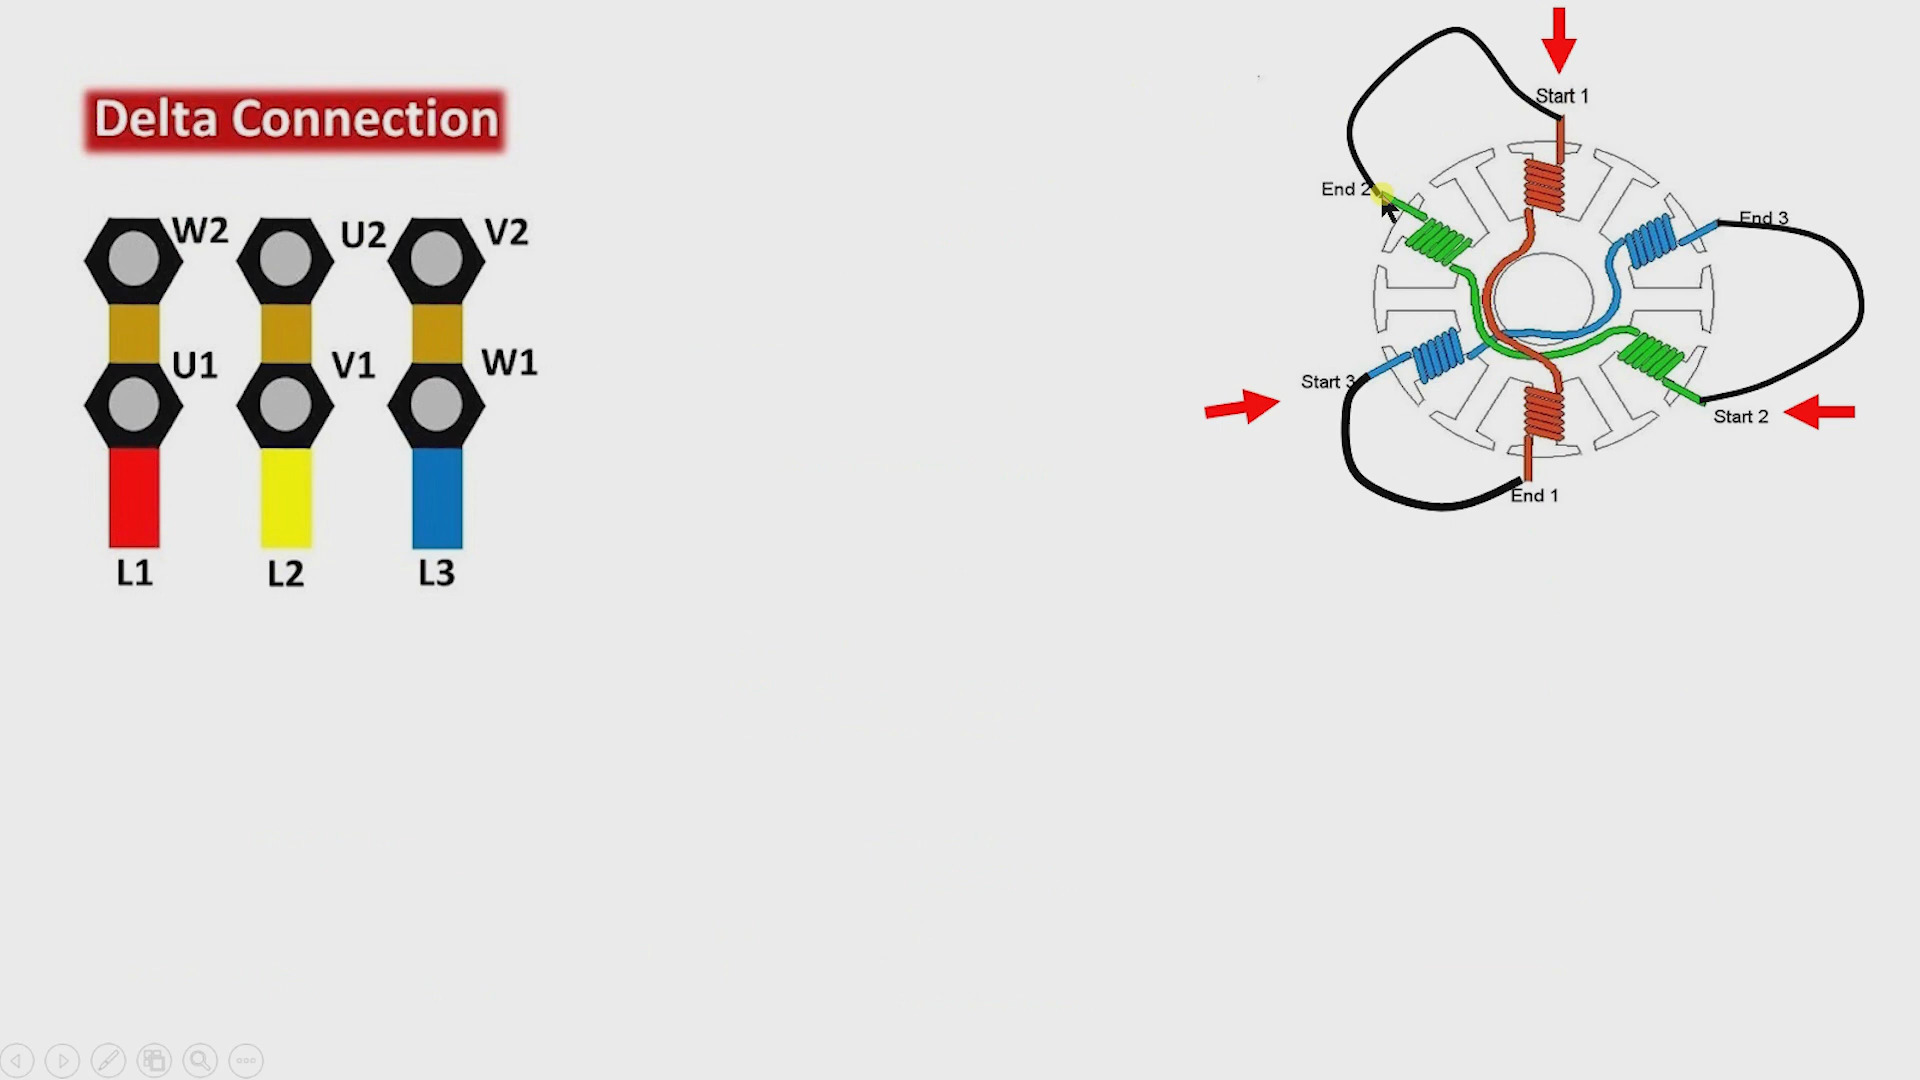 Delta Connection
W2 U2 V2
U1 V1 W1
L1 L2 L3
Start 1
End 2
End 3
Start 3
Start 2
End 1